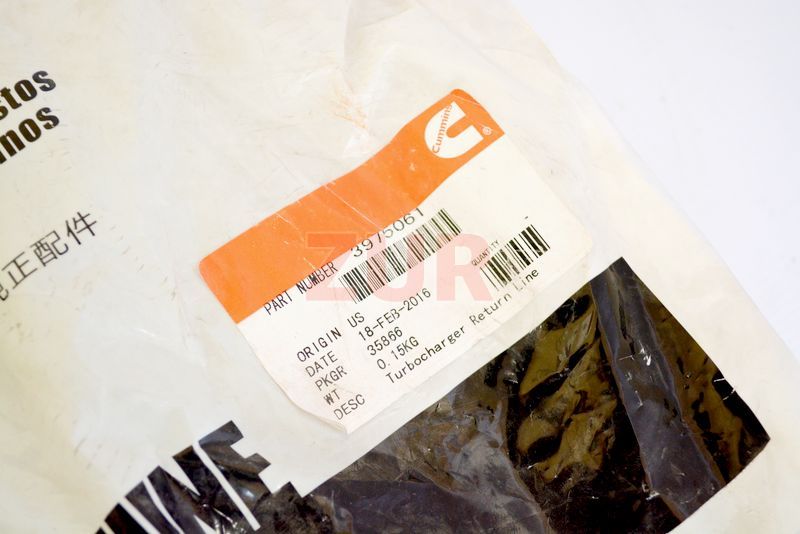 stos
nos
正配件
Cummins
®
PART NUMBER 3975061
QUANTITY
ORIGIN US
DATE 18-FEB-2016
PKGR 35866
WT 0.15KG
DESC Turbocharger Return Line
INE
ZUR